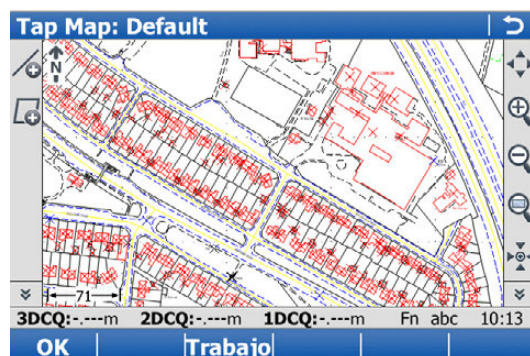 Tap Map: Default
N
71
3DCQ:-.---m 2DCQ:-.---m 1DCQ:-.---m Fn abc 10:13
OK Trabajo